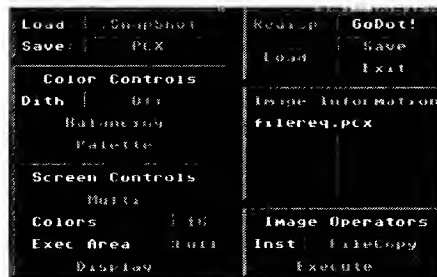 Load SnapShot
Save PCX
Color Controls
Dith Off
Balancing
Palette
Screen Controls
Multi
Colors 16
Exec Area Full
Display
Redisp GoDot!
Load Save
Exit
Image Information
filereq.pcx
Image Operators
Inst FileCopy
Execute